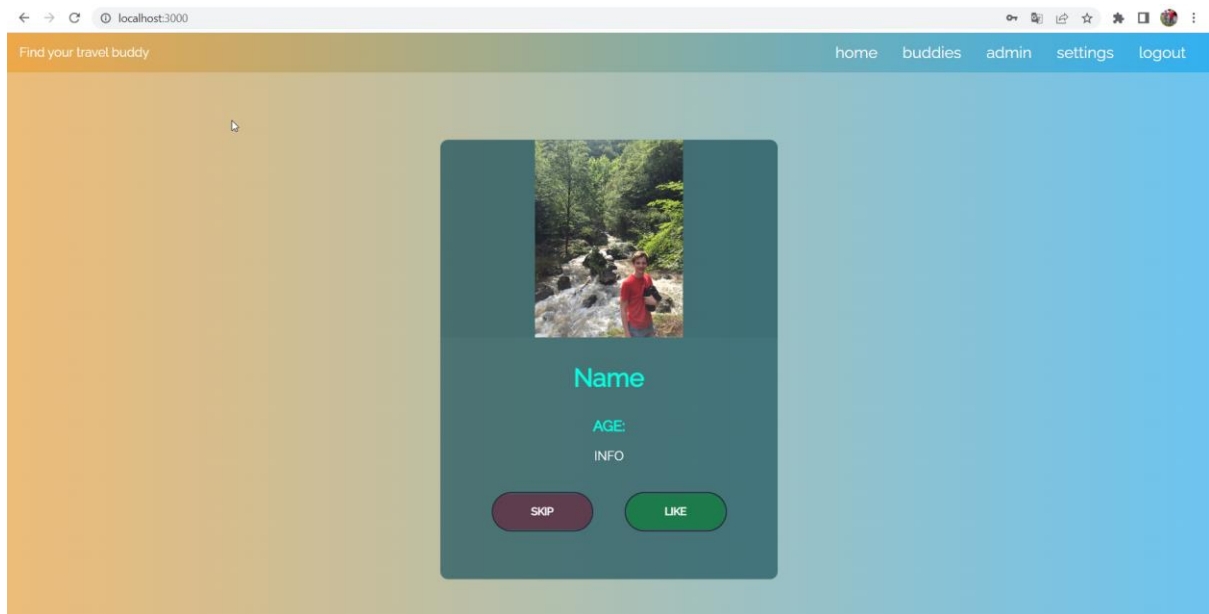 localhost:3000
Find your travel buddy home buddies admin settings logout
Name
AGE:
INFO
SKIP LIKE